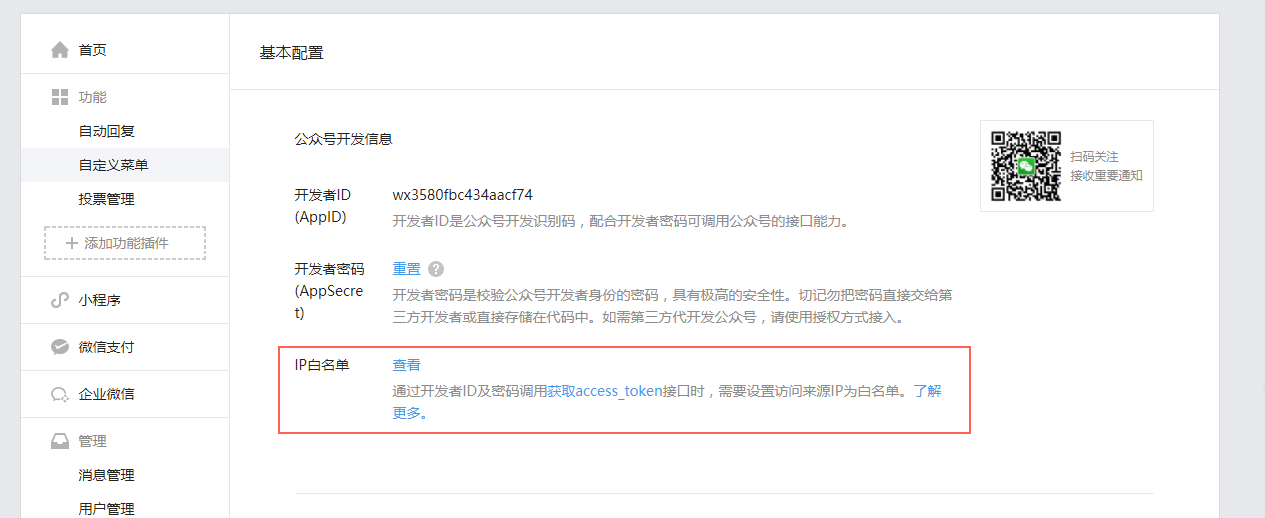 首页
功能
自动回复
自定义菜单
投票管理
添加功能插件
小程序
微信支付
企业微信
管理
消息管理
用户管理
基本配置
公众号开发信息
开发者ID
(AppID)
wx3580fbc434aacf74
开发者ID是公众号开发识别码，配合开发者密码可调用公众号的接口能力。
开发者密码
(AppSecre
t)
重置 ?
开发者密码是校验公众号开发者身份的密码，具有极高的安全性。切记勿把密码直接交给第
三方开发者或直接存储在代码中。如需第三方代开发公众号，请使用授权方式接入。
IP白名单
查看
通过开发者ID及密码调用获取access_token接口时，需要设置访问来源IP为白名单。了解
更多。
扫码关注
接收重要通知